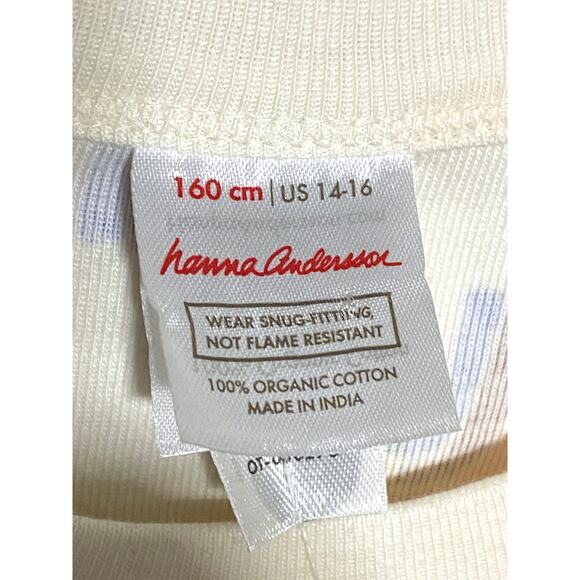 160 cm | US 14-16
hanna andersson
WEAR SNUG-FITTING,
NOT FLAME RESISTANT
100% ORGANIC COTTON
MADE IN INDIA